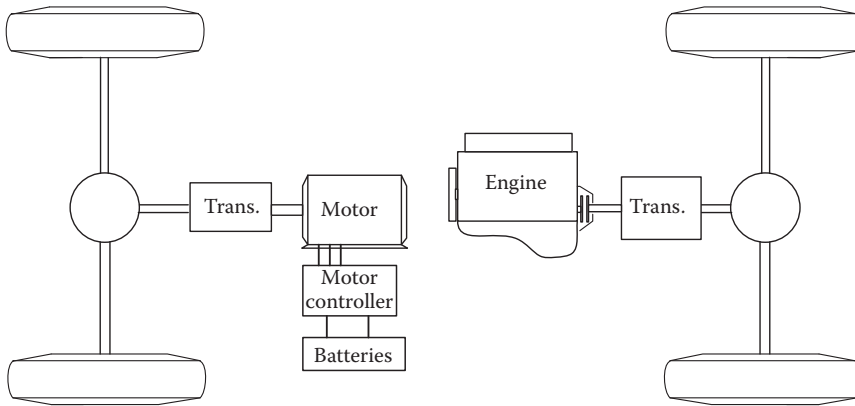 Trans.
Motor
Engine
Trans.
Motor
controller
Batteries